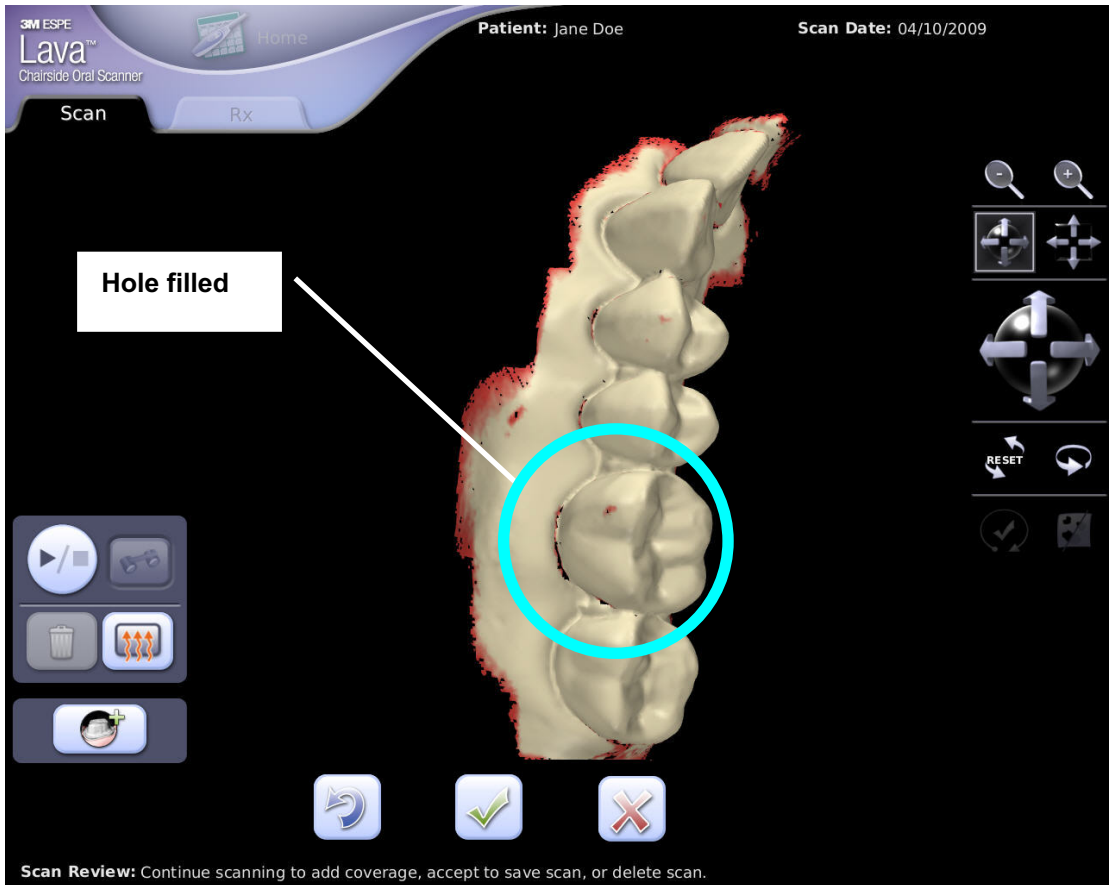 3M ESPE
Lava™
Chairside Oral Scanner
Home
Patient: Jane Doe
Scan Date: 04/10/2009
Scan
Rx
Hole filled
RESET
Scan Review: Continue scanning to add coverage, accept to save scan, or delete scan.